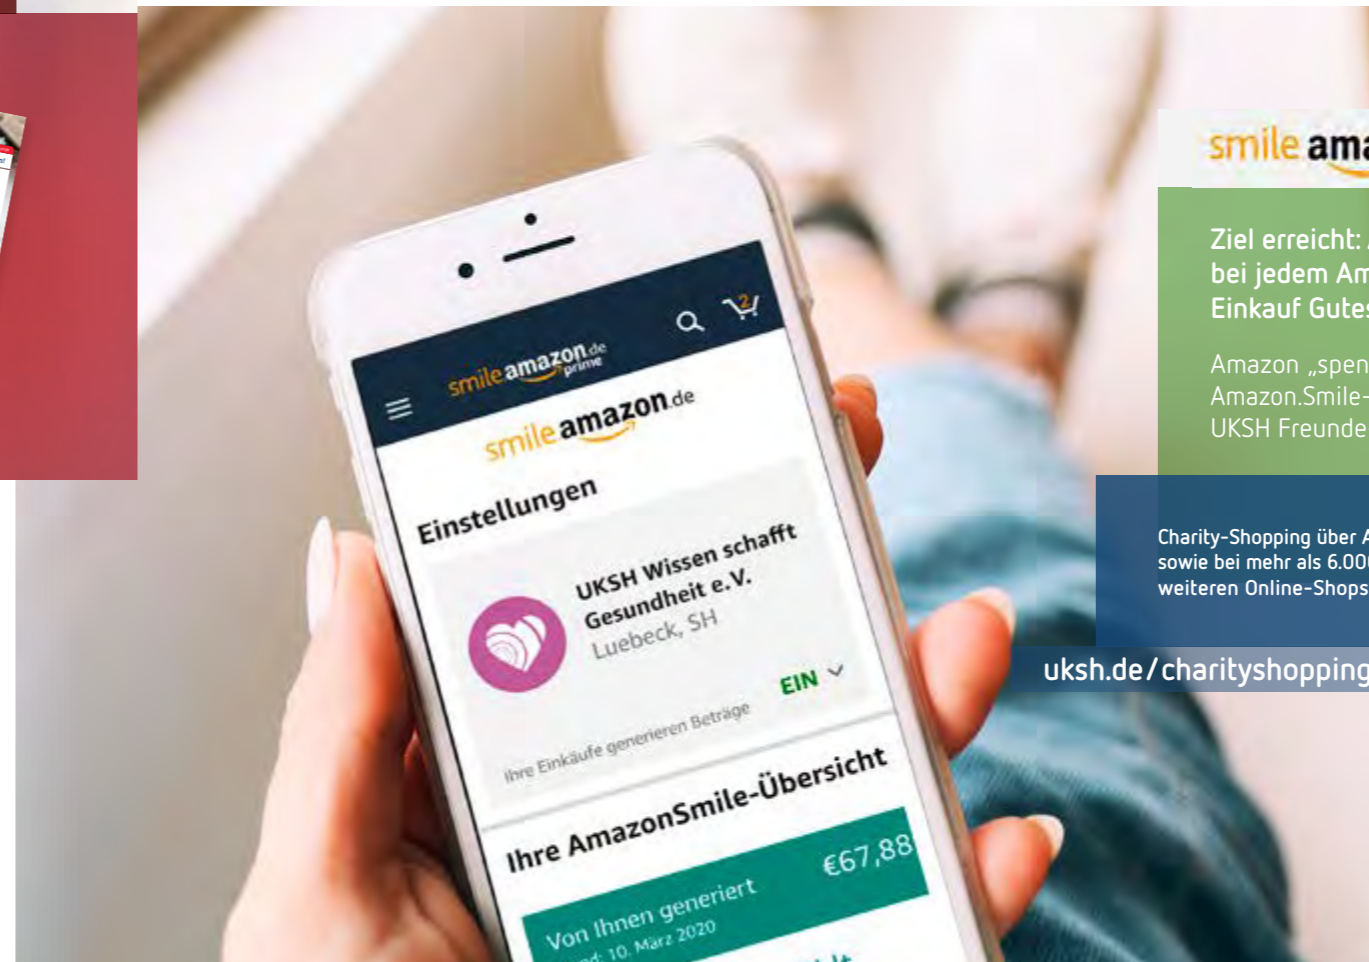 smile.amazon.de
prime
2
smile.amazon.de
Einstellungen
UKSH Wissen schafft
Gesundheit e.V.
Luebeck, SH
EIN
Ihre Einkäufe generieren Beträge
Ihre AmazonSmile-Übersicht
Von Ihnen generiert
€67,88
10. März 2020
smile.ama
Ziel erreicht:
bei jedem Am
Einkauf Gutes
Amazon „spen
Amazon.Smile-
UKSH Freunde
Charity-Shopping über A
sowie bei mehr als 6.000
weiteren Online-Shops
uksh.de/charityshopping